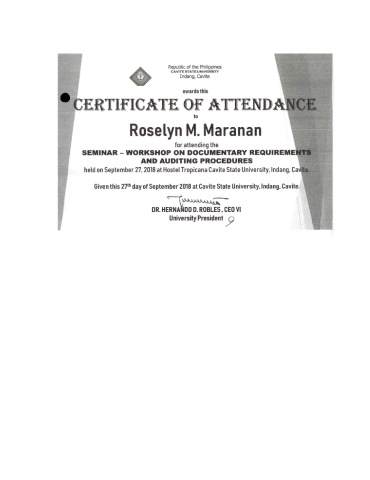 Republic of the Philippines
CAVITE STATE UNIVERSITY
Indang, Cavite
awards this
CERTIFICATE OF ATTENDANCE
to
Roselyn M. Maranan
for attending the
SEMINAR – WORKSHOP ON DOCUMENTARY REQUIREMENTS
AND AUDITING PROCEDURES
held on September 27, 2018 at Hostel Tropicana Cavite State University, Indang, Cavite.
Given this 27th day of September 2018 at Cavite State University, Indang, Cavite.
DR. HERNANDO D. ROBLES, CEO VI
University President